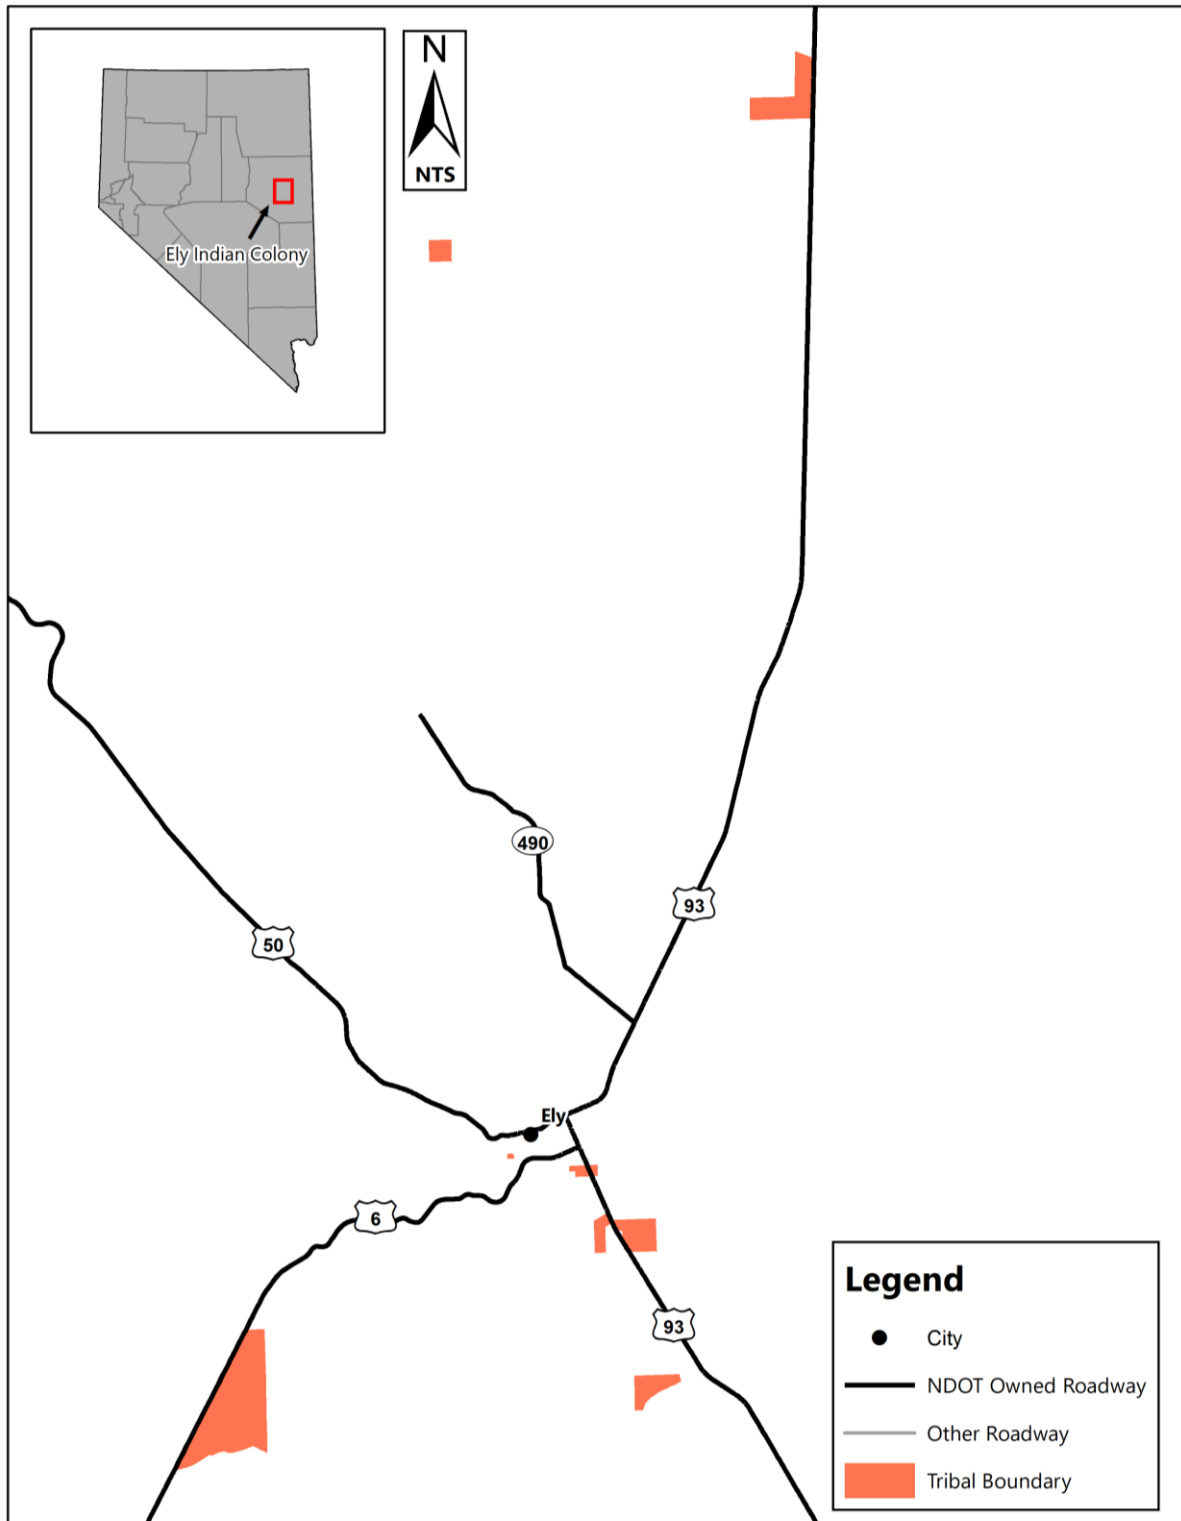 N
NTS
Ely Indian Colony
490
93
50
Ely
6
93
Legend
City
NDOT Owned Roadway
Other Roadway
Tribal Boundary